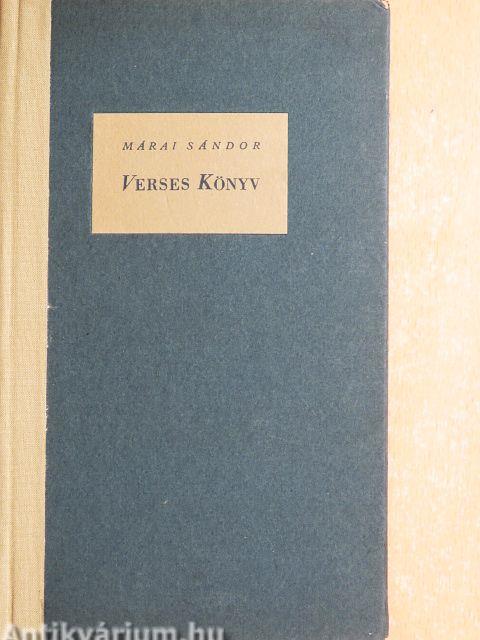 MÁRAI SÁNDOR
VERSES KÖNYV
Antikvárium.hu